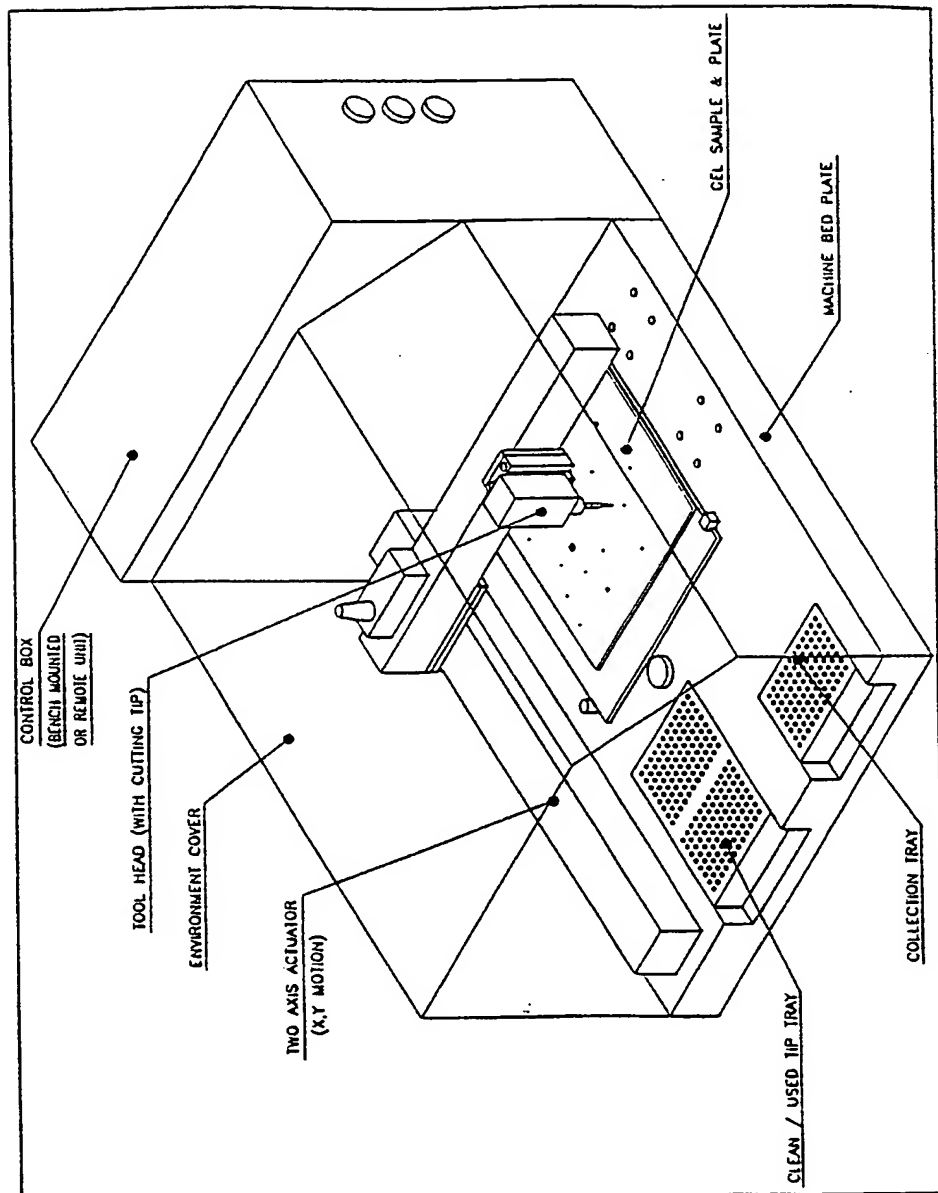 CONTROL BOX
(BENCH MOUNTED
OR REMOTE UNIT)
TOOL HEAD (WITH CUTTING TIP)
ENVIRONMENT COVER
TWO AXIS ACTUATOR
(X,Y MOTION)
CLEAN / USED TIP TRAY
COLLECTION TRAY
MACHINE BED PLATE
GEL SAMPLE & PLATE